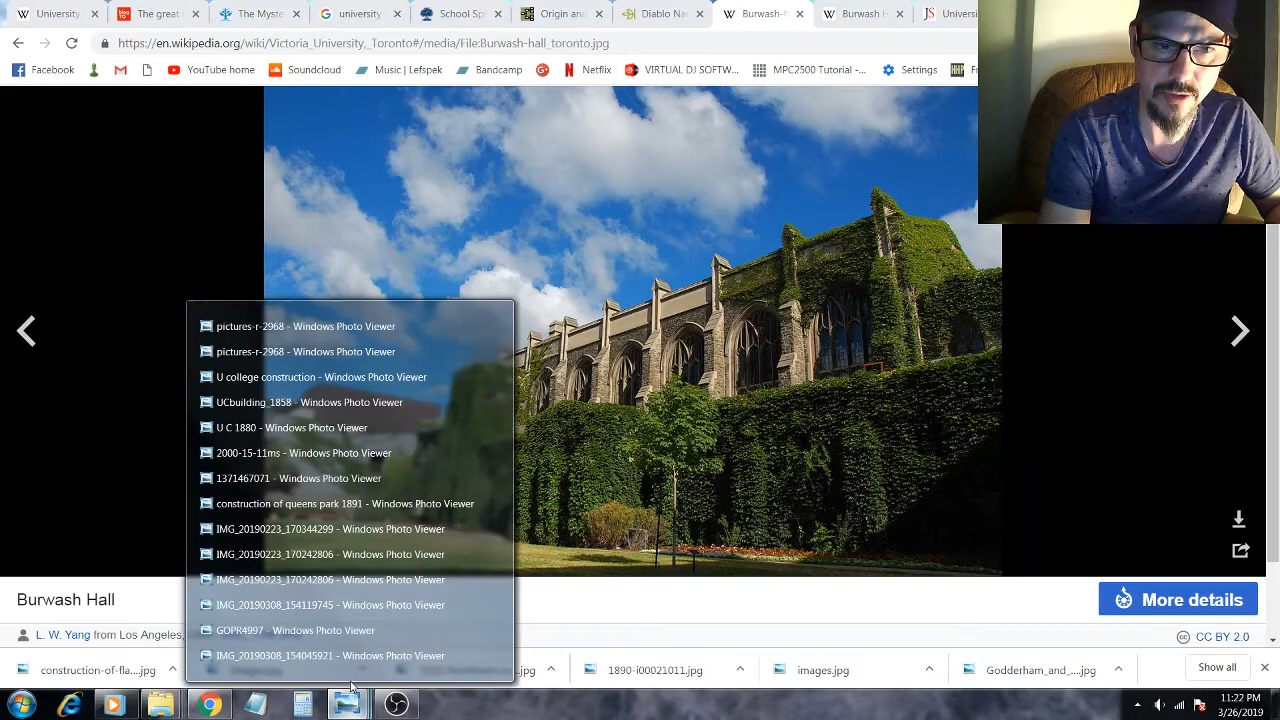 University
The great
The Myste
university
School Sp
Origin and
Diablo Na
Burwash-h
Burwash H
Universi
https://en.wikipedia.org/wiki/Victoria_University,_Toronto#/media/File:Burwash-hall_toronto.jpg
Facebook
YouTube home
Soundcloud
Music | Lefspek
Bandcamp
Netflix
VIRTUAL DJ SOFTW...
MPC2500 Tutorial -...
Settings
pictures-r-2968 - Windows Photo Viewer
pictures-r-2968 - Windows Photo Viewer
U college construction - Windows Photo Viewer
UCbuilding_1858 - Windows Photo Viewer
U C 1880 - Windows Photo Viewer
2000-15-11ms - Windows Photo Viewer
1371467071 - Windows Photo Viewer
construction of queens park 1891 - Windows Photo Viewer
IMG_20190223_170344299 - Windows Photo Viewer
IMG_20190223_170242806 - Windows Photo Viewer
IMG_20190223_170242806 - Windows Photo Viewer
IMG_20190308_154119745 - Windows Photo Viewer
GOPR4997 - Windows Photo Viewer
IMG_20190308_154045921 - Windows Photo Viewer
Burwash Hall
More details
L. W. Yang from Los Angeles,
CC BY 2.0
construction-of-fla....jpg
....jpg
1890-i00021011.jpg
images.jpg
Godderham_and_....jpg
Show all
11:22 PM
3/26/2019